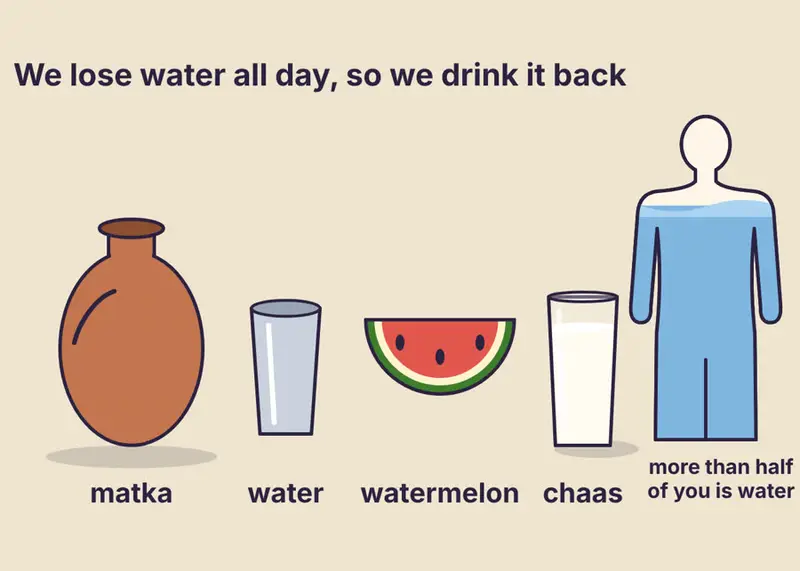 We lose water all day, so we drink it back
matka
water
watermelon
chaas
more than half
of you is water